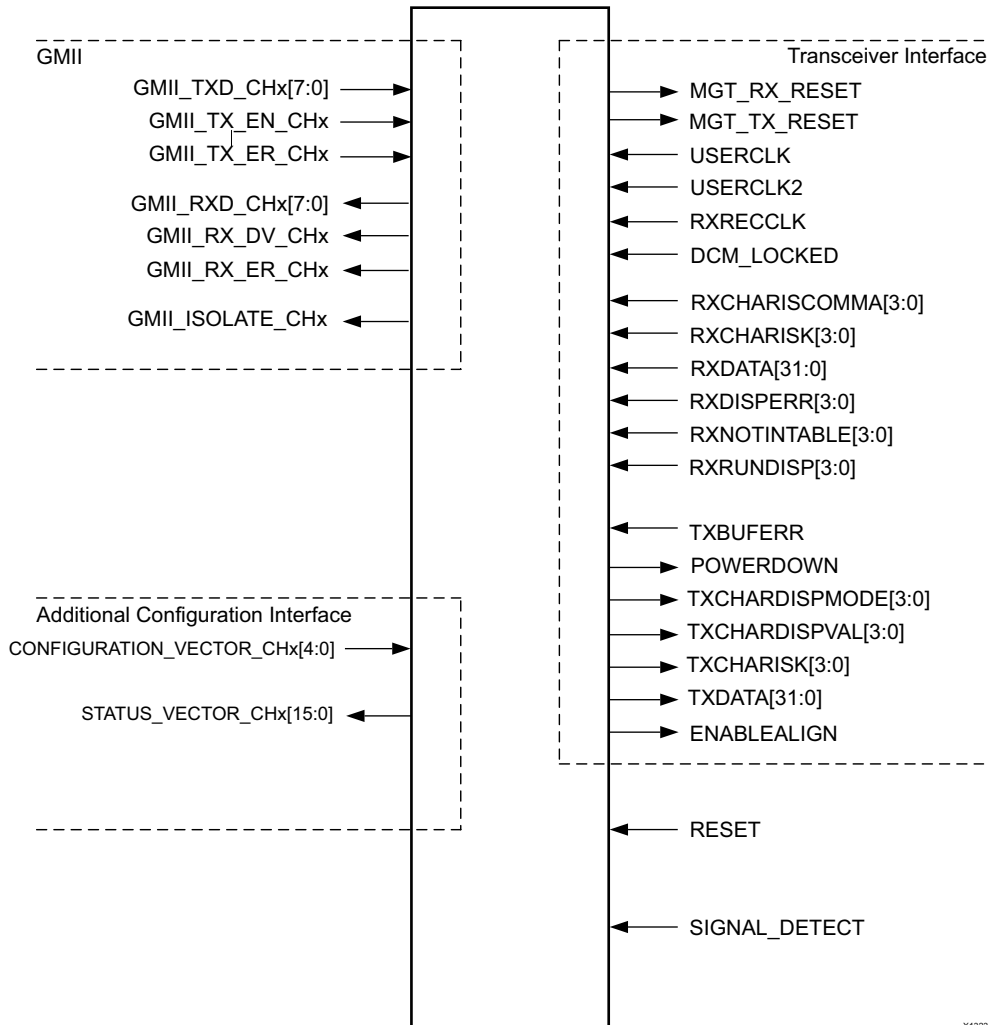 GMII
GMII_TXD_CHx[7:0]
GMII_TX_EN_CHx
GMII_TX_ER_CHx
GMII_RXD_CHx[7:0]
GMII_RX_DV_CHx
GMII_RX_ER_CHx
GMII_ISOLATE_CHx
Additional Configuration Interface
CONFIGURATION_VECTOR_CHx[4:0]
STATUS_VECTOR_CHx[15:0]
Transceiver Interface
MGT_RX_RESET
MGT_TX_RESET
USERCLK
USERCLK2
RXRECCLK
DCM_LOCKED
RXCHARISCOMMA[3:0]
RXCHARISK[3:0]
RXDATA[31:0]
RXDISPERR[3:0]
RXNOTINTABLE[3:0]
RXRUNDISP[3:0]
TXBUFERR
POWERDOWN
TXCHARDISPMODE[3:0]
TXCHARDISPVAL[3:0]
TXCHARISK[3:0]
TXDATA[31:0]
ENABLEALIGN
RESET
SIGNAL_DETECT